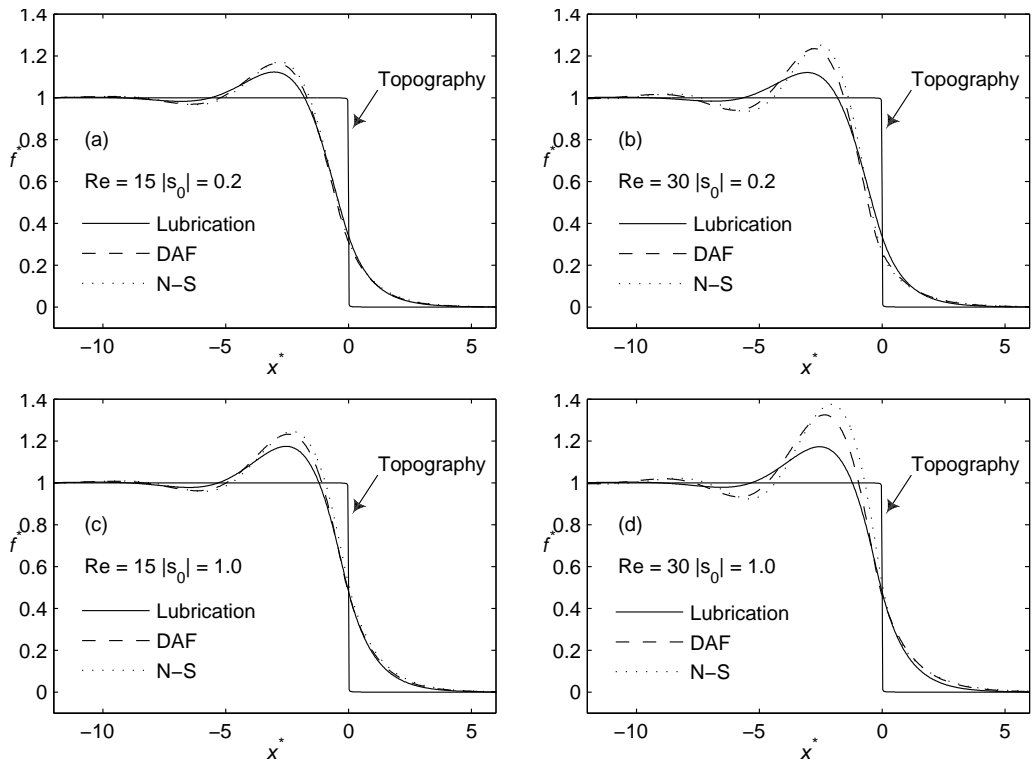 1.4
1.2
1
0.8
0.6
0.4
0.2
0
f*
−10
−5
0
5
x*
Topography
(a)
Re = 15 |s0| = 0.2
Lubrication
DAF
N−S
1.4
1.2
1
0.8
0.6
0.4
0.2
0
f*
−10
−5
0
5
x*
Topography
(b)
Re = 30 |s0| = 0.2
Lubrication
DAF
N−S
1.4
1.2
1
0.8
0.6
0.4
0.2
0
f*
−10
−5
0
5
x*
Topography
(c)
Re = 15 |s0| = 1.0
Lubrication
DAF
N−S
1.4
1.2
1
0.8
0.6
0.4
0.2
0
f*
−10
−5
0
5
x*
Topography
(d)
Re = 30 |s0| = 1.0
Lubrication
DAF
N−S